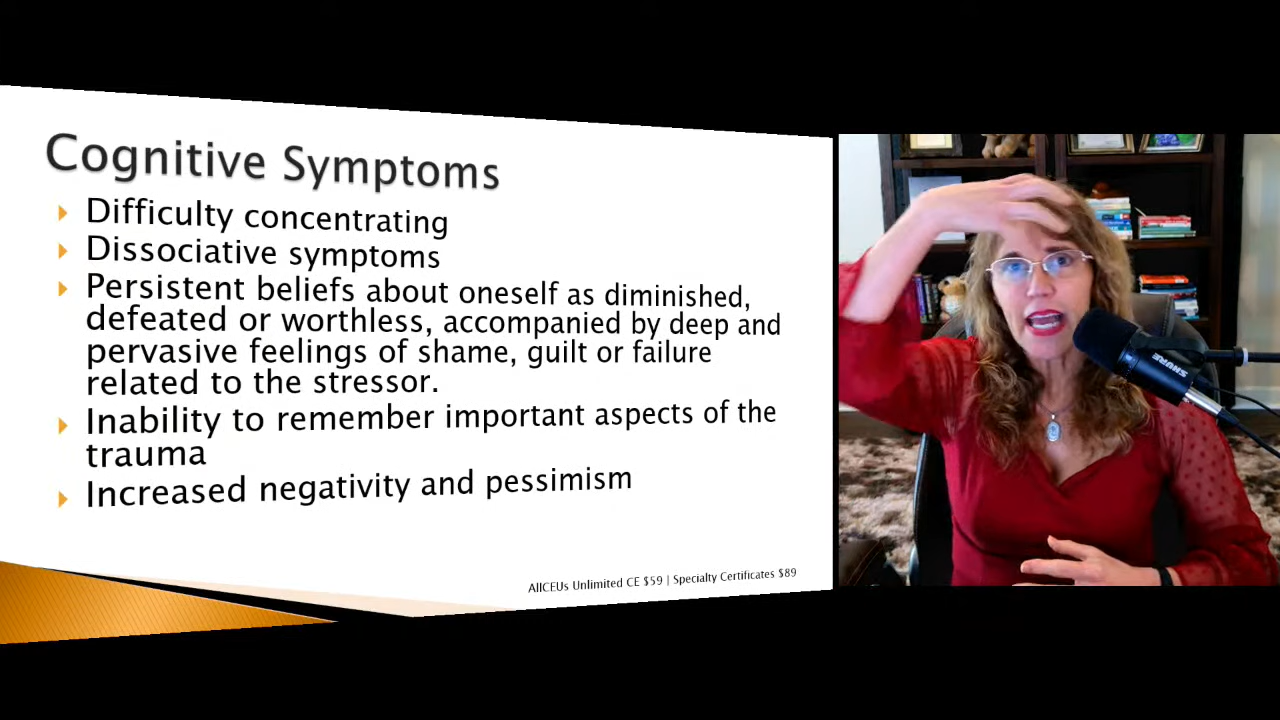 Cognitive Symptoms
Difficulty concentrating
Dissociative symptoms
Persistent beliefs about oneself as diminished,
defeated or worthless, accompanied by deep and
pervasive feelings of shame, guilt or failure
related to the stressor.
Inability to remember important aspects of the
trauma
Increased negativity and pessimism
AllCEUs Unlimited CE $59 | Specialty Certificates $89
SHURE